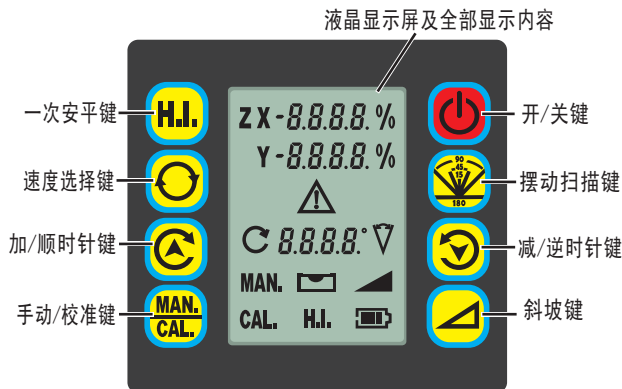 液晶显示屏及全部显示内容
一次安平键
H.I.
速度选择键
加/顺时针键
手动/校准键
MAN.
CAL.
Z X -8.8.8.8. %
Y -8.8.8.8. %
8.8.8.8.°
MAN.
CAL. H.I.
开/关键
90
45
15
180
摆动扫描键
减/逆时针键
斜坡键